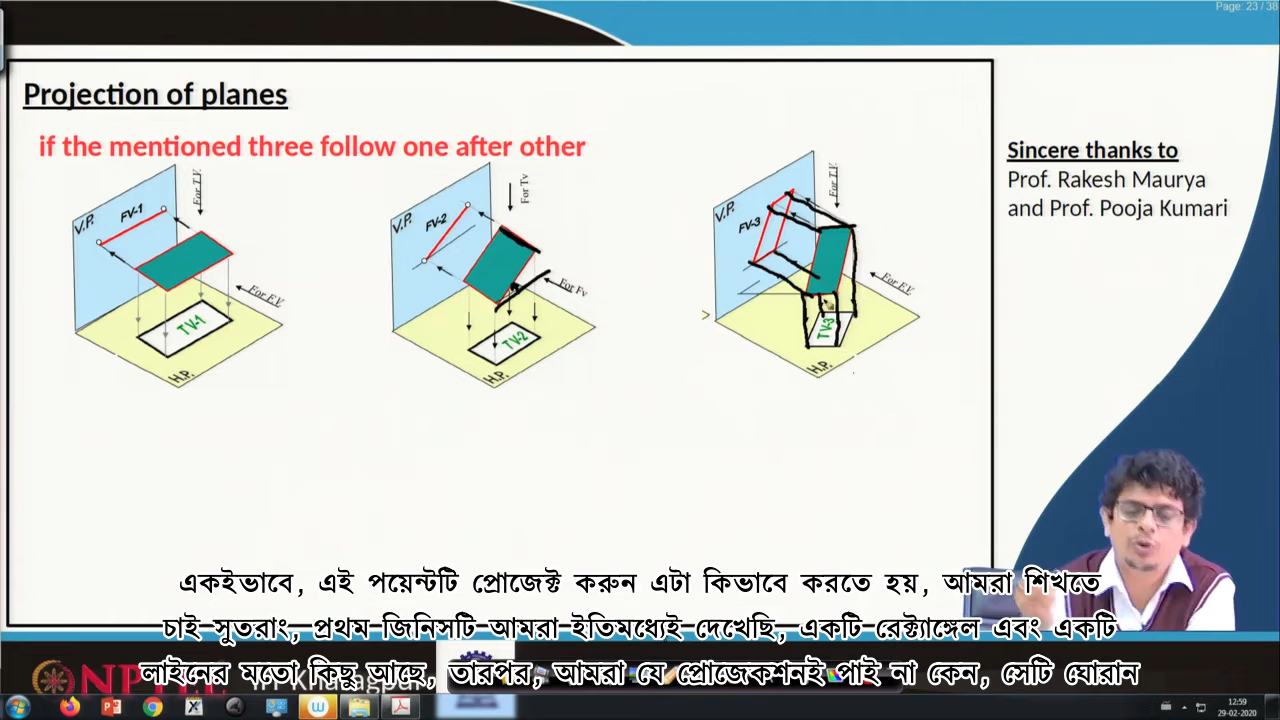 Page: 23 / 38
Projection of planes
if the mentioned three follow one after other
Sincere thanks to
Prof. Rakesh Maurya
and Prof. Pooja Kumari
V.P.
FV-1
For T.V.
For F.V.
TV-1
H.P.
V.P.
FV-2
For Tv
For Fv
TV-2
H.P.
V.P.
FV-3
For T.V.
For F.V.
TV-3
H.P.
একইভাবে, এই পয়েন্টটি প্রোজেক্ট করুন এটা কিভাবে করতে হয়, আমরা শিখতে
চাই সুতরাং, প্রথম জিনিসটি আমরা ইতিমধ্যেই দেখেছি, একটি রেক্ট্যাঙ্গেল এবং একটি
লাইনের মতো কিছু আছে, তারপর, আমরা যে প্রোজেকশনই পাই না কেন, সেটি ঘোরান
12:59
29-02-2020